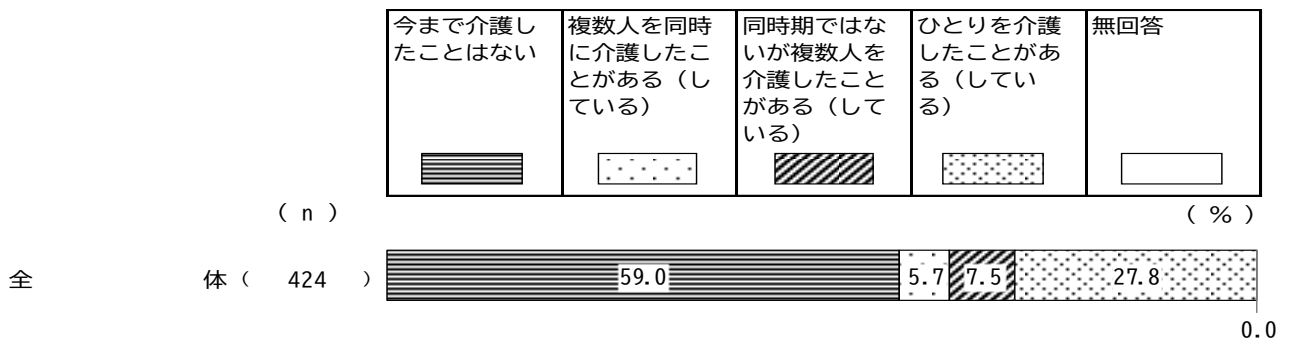 今まで介護し
たことはない
複数人を同時
に介護したこ
とがある（し
ている）
同時期ではな
いが複数人を
介護したこと
がある（して
いる）
ひとりを介護
したことがあ
る（してい
る）
無回答
（ n ）
（ % ）
全 体（ 424 ） 59.0 5.7 7.5 27.8
0.0